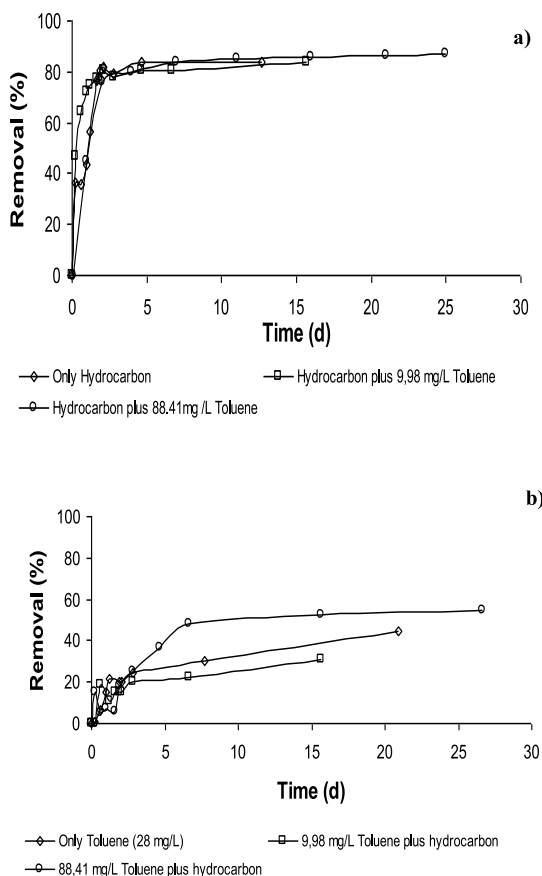 a)
Removal (%)
100
80
60
40
20
0
0 5 10 15 20 25 30
Time (d)
Only Hydrocarbon
Hydrocarbon plus 9,98 mg/L Toluene
Hydrocarbon plus 88.41mg /L Toluene
b)
Removal (%)
100
80
60
40
20
0
0 5 10 15 20 25 30
Time (d)
Only Toluene (28 mg/L)
9,98 mg/L Toluene plus hydrocarbon
88,41 mg/L Toluene plus hydrocarbon